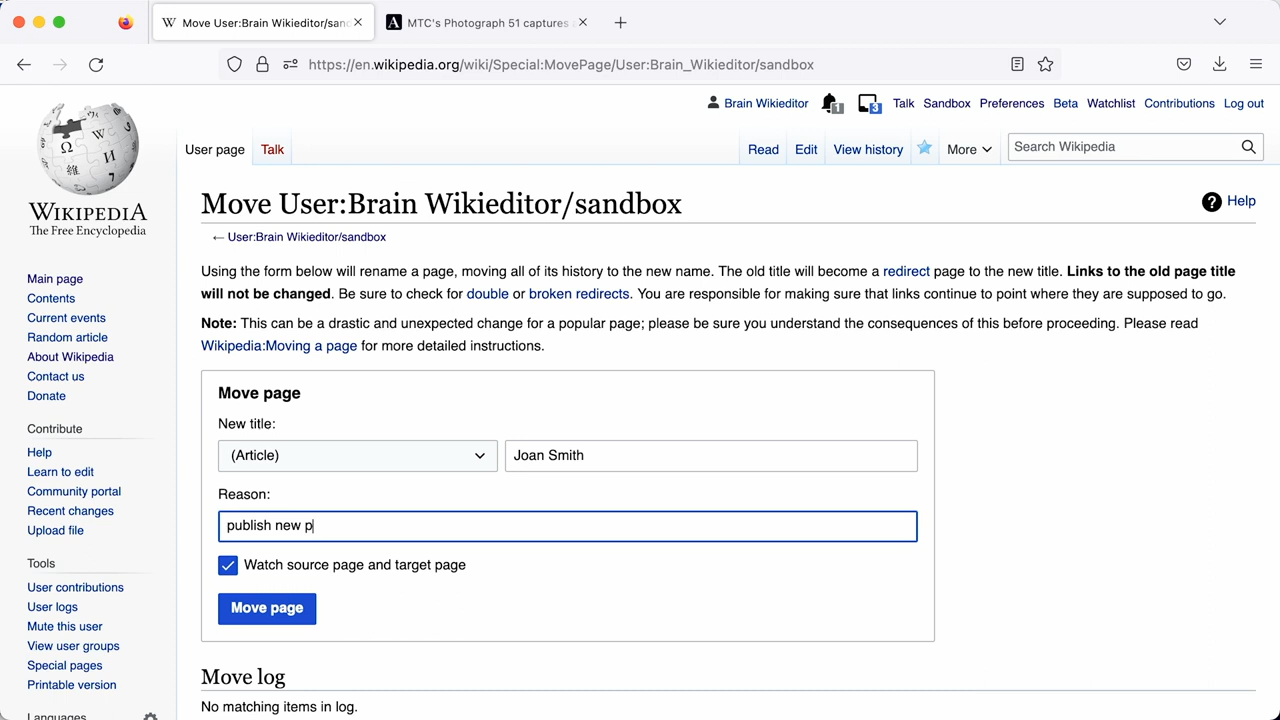 Move User:Brain Wikieditor/sand
MTC's Photograph 51 captures
https://en.wikipedia.org/wiki/Special:MovePage/User:Brain_Wikieditor/sandbox
Brain Wikieditor 1 3 Talk Sandbox Preferences Beta Watchlist Contributions Log out
User page Talk Read Edit View history More Search Wikipedia
WIKIPEDIA
The Free Encyclopedia
Move User:Brain Wikieditor/sandbox
Help
← User:Brain Wikieditor/sandbox
Using the form below will rename a page, moving all of its history to the new name. The old title will become a redirect page to the new title. Links to the old page title
will not be changed. Be sure to check for double or broken redirects. You are responsible for making sure that links continue to point where they are supposed to go.
Note: This can be a drastic and unexpected change for a popular page; please be sure you understand the consequences of this before proceeding. Please read
Wikipedia:Moving a page for more detailed instructions.
Move page
New title:
(Article) Joan Smith
Reason:
publish new p
Watch source page and target page
Move page
Move log
No matching items in log.
Main page
Contents
Current events
Random article
About Wikipedia
Contact us
Donate
Contribute
Help
Learn to edit
Community portal
Recent changes
Upload file
Tools
User contributions
User logs
Mute this user
View user groups
Special pages
Printable version
Languages